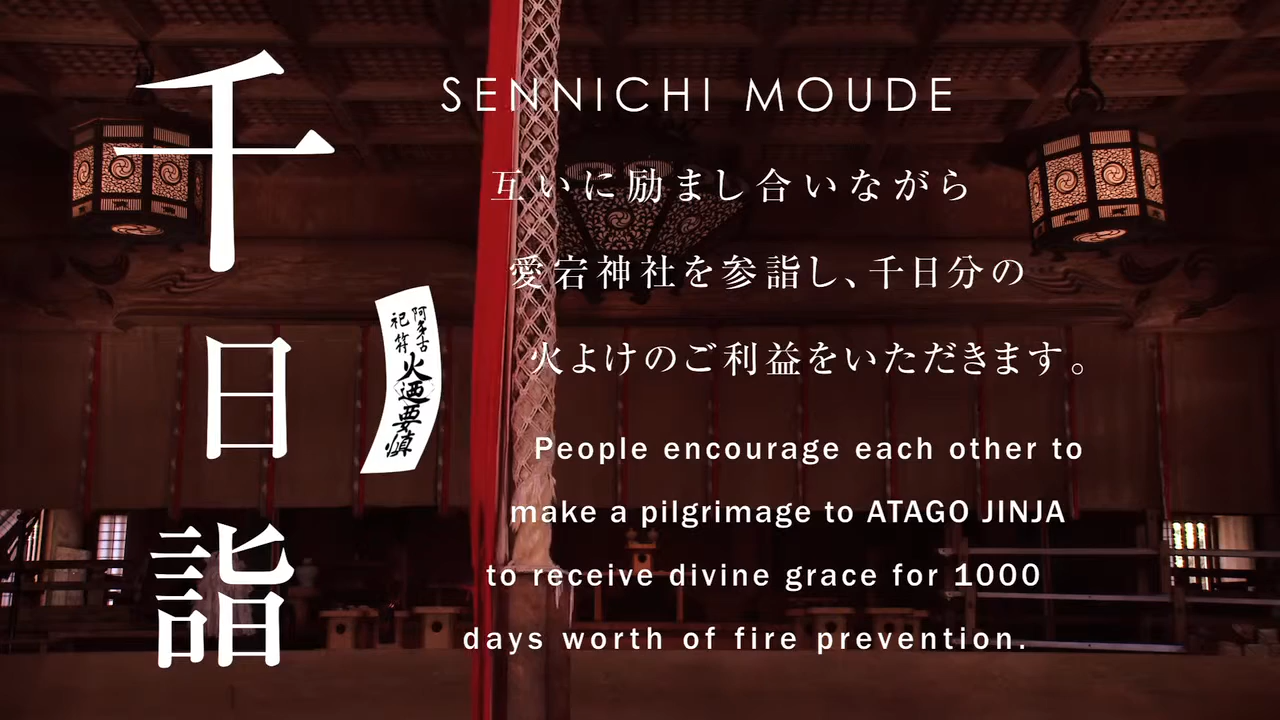 千日詣
SENNICHI MOUDE
互いに励まし合いながら
愛宕神社を参詣し、千日分の
火よけのご利益をいただきます。
阿多古
祀符
火迺要慎
People encourage each other to
make a pilgrimage to ATAGO JINJA
to receive divine grace for 1000
days worth of fire prevention.